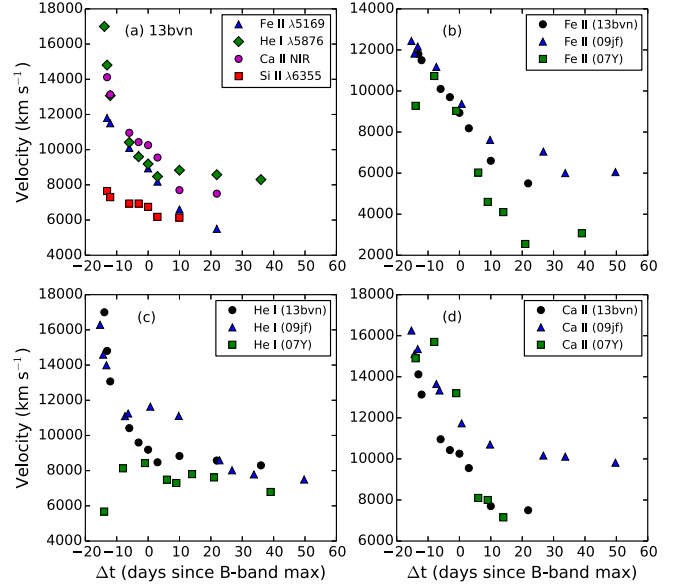 (a) 13bvn
Fe II λ5169
He I λ5876
Ca II NIR
Si II λ6355
Velocity (km s⁻¹)
18000
16000
14000
12000
10000
8000
6000
4000
−20 −10 0 10 20 30 40 50 60
(b)
Fe II (13bvn)
Fe II (09jf)
Fe II (07Y)
14000
12000
10000
8000
6000
4000
2000
−20 −10 0 10 20 30 40 50 60
(c)
He I (13bvn)
He I (09jf)
He I (07Y)
Velocity (km s⁻¹)
18000
16000
14000
12000
10000
8000
6000
4000
−20 −10 0 10 20 30 40 50 60
Δt (days since B-band max)
(d)
Ca II (13bvn)
Ca II (09jf)
Ca II (07Y)
18000
16000
14000
12000
10000
8000
6000
−20 −10 0 10 20 30 40 50 60
Δt (days since B-band max)